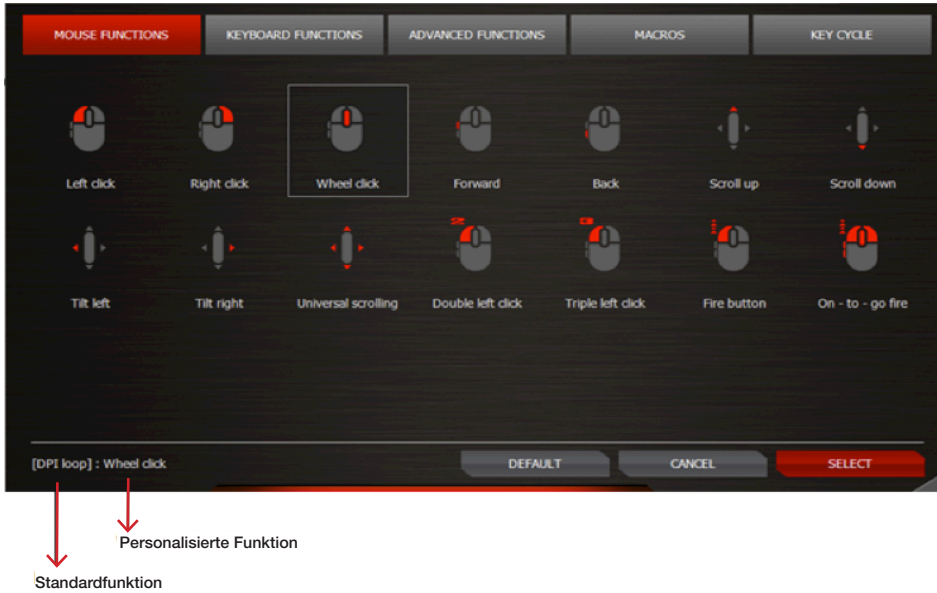 MOUSE FUNCTIONS KEYBOARD FUNCTIONS ADVANCED FUNCTIONS MACROS KEY CYCLE
Left click Right click Wheel click Forward Back Scroll up Scroll down
Tilt left Tilt right Universal scrolling Double left click Triple left click Fire button On - to - go fire
[DPI loop] : Wheel click DEFAULT CANCEL SELECT
Personalisierte Funktion
Standardfunktion